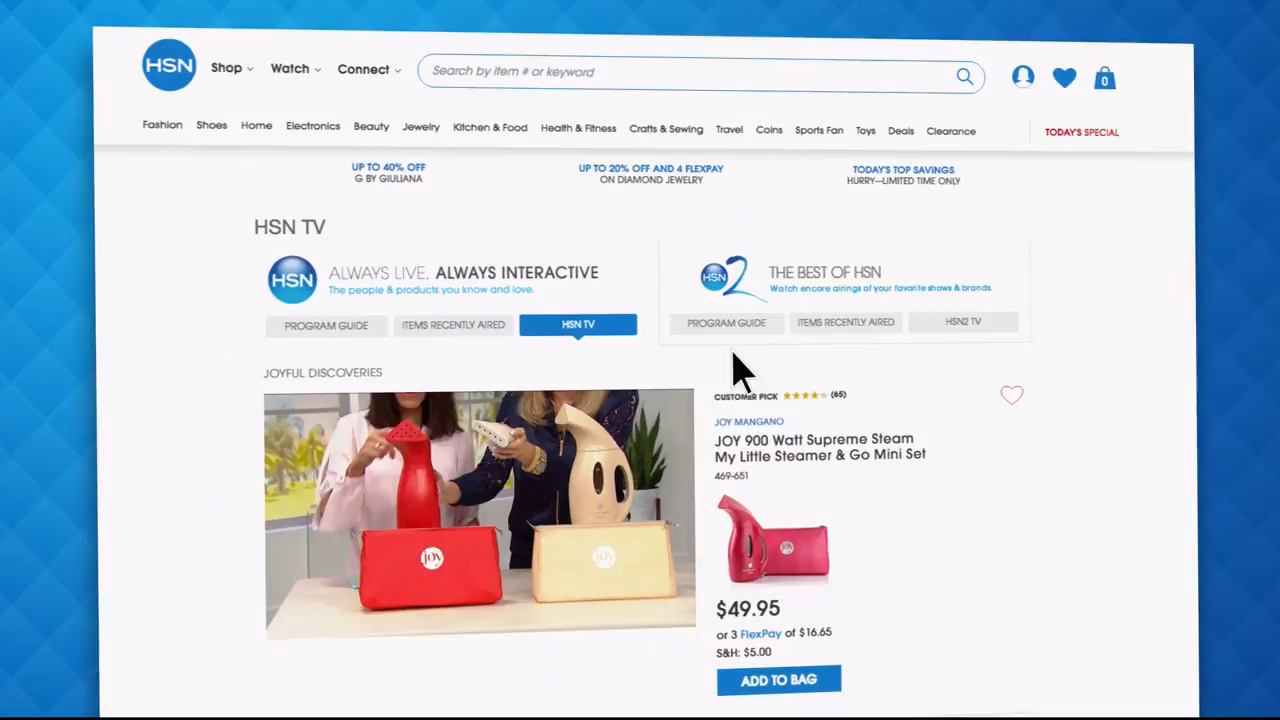 HSN
Shop
Watch
Connect
Search by item # or keyword
0
Fashion
Shoes
Home
Electronics
Beauty
Jewelry
Kitchen & Food
Health & Fitness
Crafts & Sewing
Travel
Coins
Sports Fan
Toys
Deals
Clearance
TODAY'S SPECIAL
UP TO 40% OFF
G BY GIULIANA
UP TO 20% OFF AND 4 FLEXPAY
ON DIAMOND JEWELRY
TODAY'S TOP SAVINGS
HURRY—LIMITED TIME ONLY
HSN TV
HSN
ALWAYS LIVE, ALWAYS INTERACTIVE
The people & products you know and love.
PROGRAM GUIDE
ITEMS RECENTLY AIRED
HSN TV
HSN 2
THE BEST OF HSN
Watch encore airings of your favorite shows & brands.
PROGRAM GUIDE
ITEMS RECENTLY AIRED
HSN2 TV
JOYFUL DISCOVERIES
JOY
JOY
CUSTOMER PICK
(65)
JOY MANGANO
JOY 900 Watt Supreme Steam
My Little Steamer & Go Mini Set
469-651
$49.95
or 3 FlexPay of $16.65
S&H: $5.00
ADD TO BAG